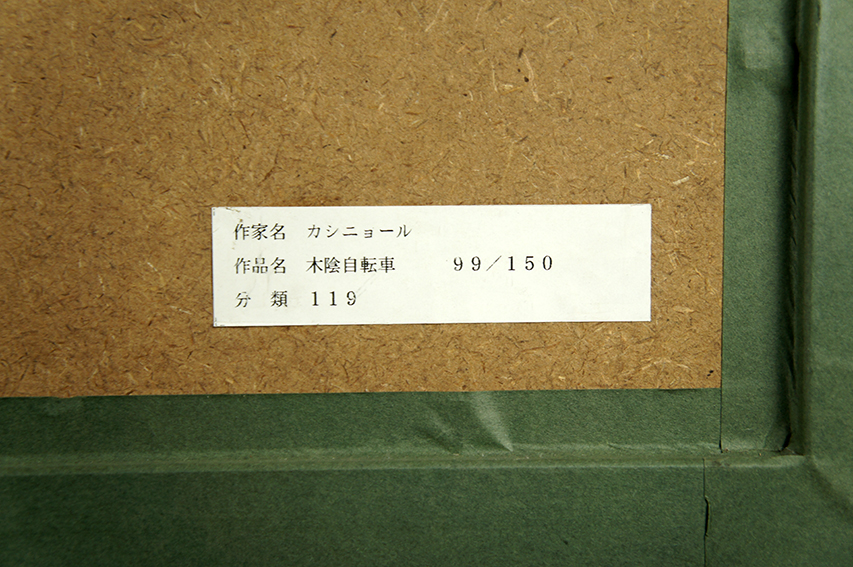 作家名　カシニョール
作品名　木陰自転車　　　９９／１５０
分　類　１１９